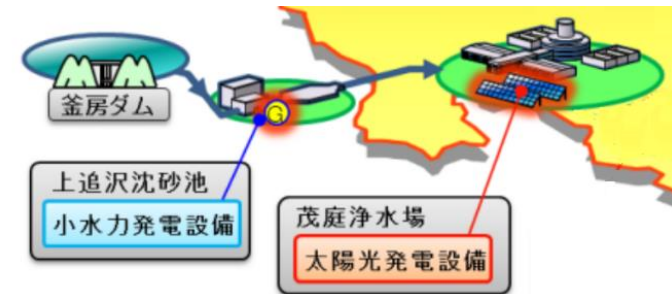 釜房ダム
G
上追沢沈砂池
小水力発電設備
茂庭浄水場
太陽光発電設備